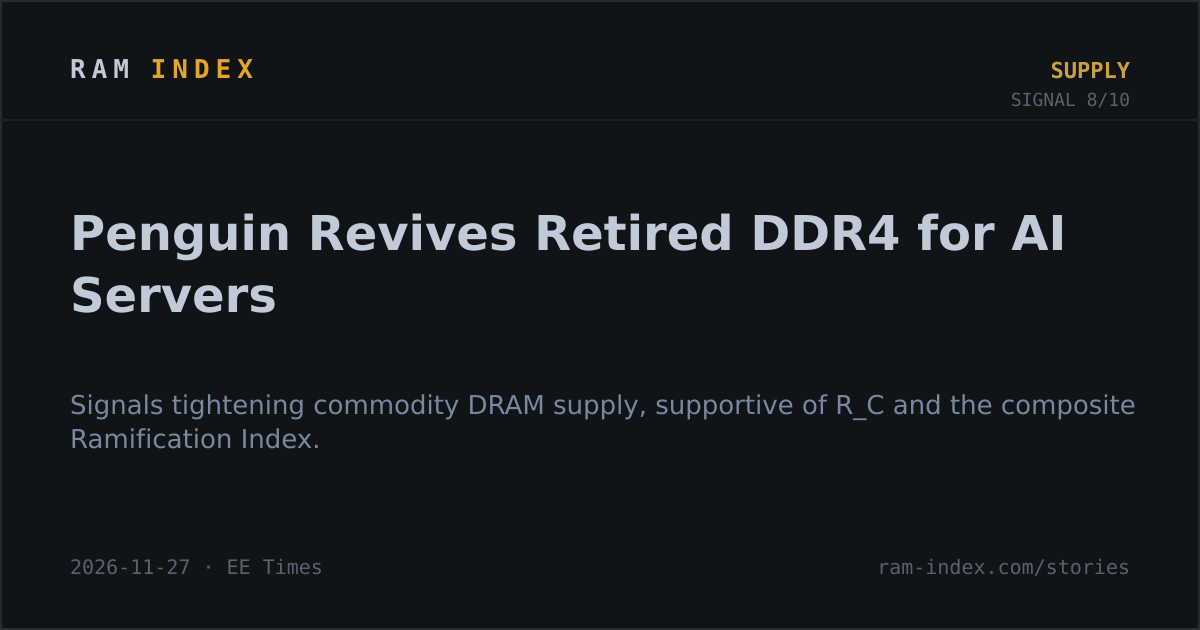 RAM INDEX
SUPPLY
SIGNAL 8/10
Penguin Revives Retired DDR4 for AI
Servers
Signals tightening commodity DRAM supply, supportive of R_C and the composite
Ramification Index.
2026-11-27 · EE Times
ram-index.com/stories